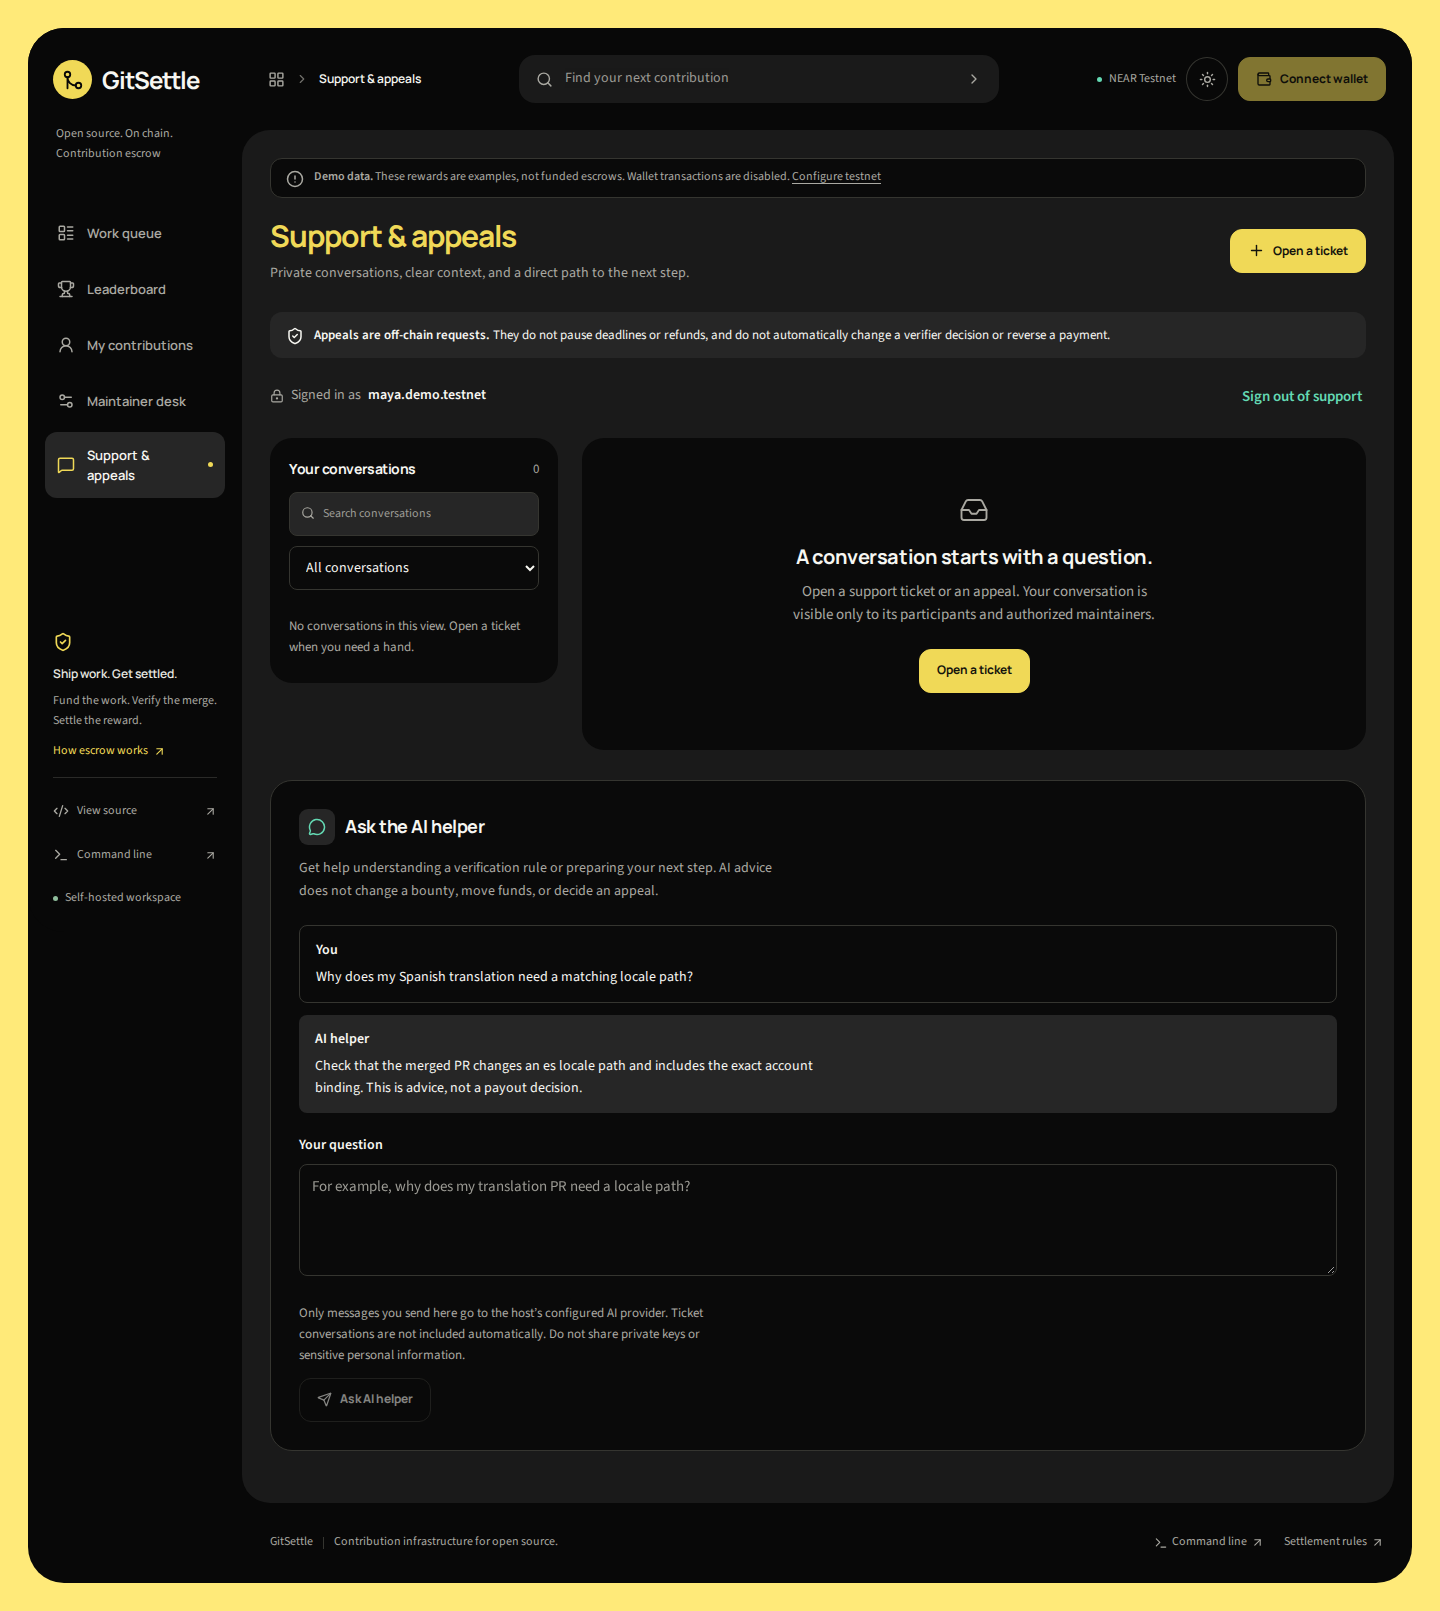 GitSettle
Open source. On chain.
Contribution escrow
Work queue
Leaderboard
My contributions
Maintainer desk
Support &
appeals
Ship work. Get settled.
Fund the work. Verify the merge.
Settle the reward.
How escrow works
View source
Command line
Self-hosted workspace
Support & appeals
Find your next contribution
NEAR Testnet
Connect wallet
Demo data. These rewards are examples, not funded escrows. Wallet transactions are disabled. Configure testnet
Support & appeals
Private conversations, clear context, and a direct path to the next step.
Open a ticket
Appeals are off-chain requests. They do not pause deadlines or refunds, and do not automatically change a verifier decision or reverse a payment.
Signed in as maya.demo.testnet
Sign out of support
Your conversations 0
Search conversations
All conversations
No conversations in this view. Open a ticket
when you need a hand.
A conversation starts with a question.
Open a support ticket or an appeal. Your conversation is
visible only to its participants and authorized maintainers.
Open a ticket
Ask the AI helper
Get help understanding a verification rule or preparing your next step. AI advice
does not change a bounty, move funds, or decide an appeal.
You
Why does my Spanish translation need a matching locale path?
AI helper
Check that the merged PR changes an es locale path and includes the exact account
binding. This is advice, not a payout decision.
Your question
For example, why does my translation PR need a locale path?
Only messages you send here go to the host's configured AI provider. Ticket
conversations are not included automatically. Do not share private keys or
sensitive personal information.
Ask AI helper
GitSettle | Contribution infrastructure for open source.
Command line
Settlement rules